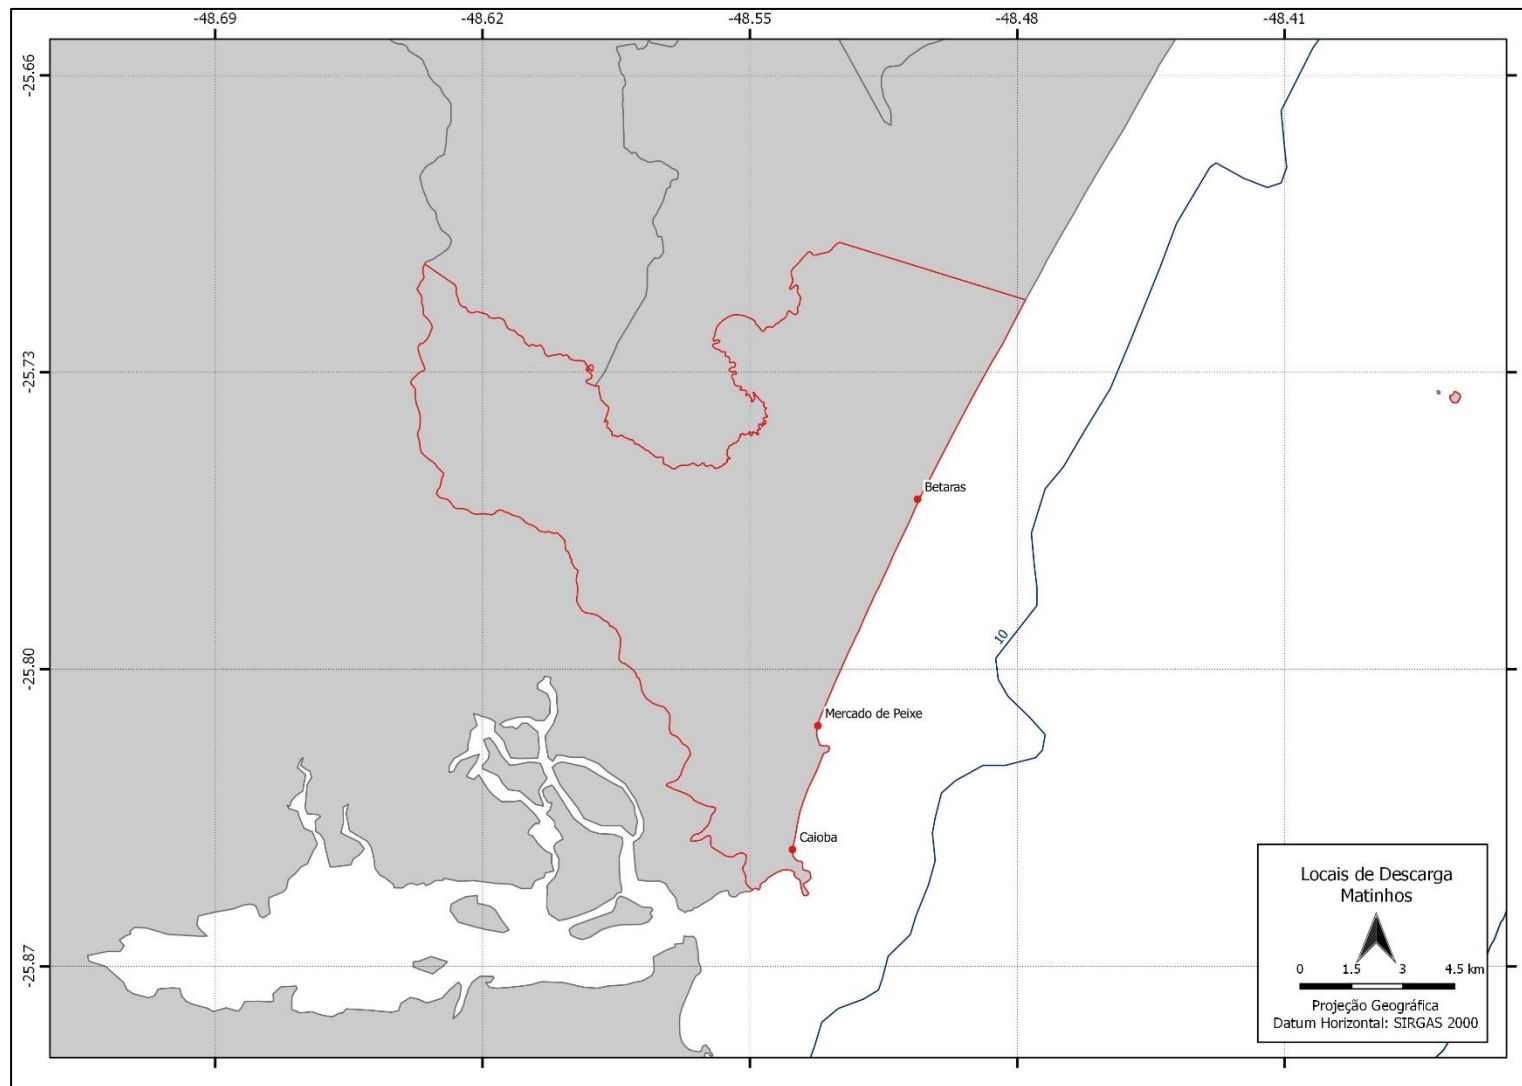 -48.69 -48.62 -48.55 -48.48 -48.41
-25.66
-25.73
Betaras
10
-25.80
Mercado de Peixe
Caioba
Locais de Descarga
Matinhos
-25.87
0 1.5 3 4.5 km
Projeção Geográfica
Datum Horizontal: SIRGAS 2000